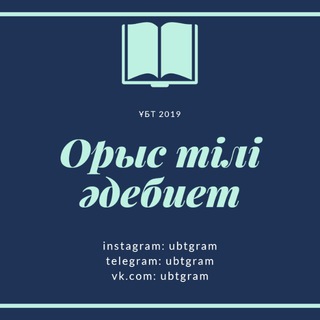 ҰБТ 2019
Орыс тілі
әдебиет
instagram: ubtgram
telegram: ubtgram
vk.com: ubtgram